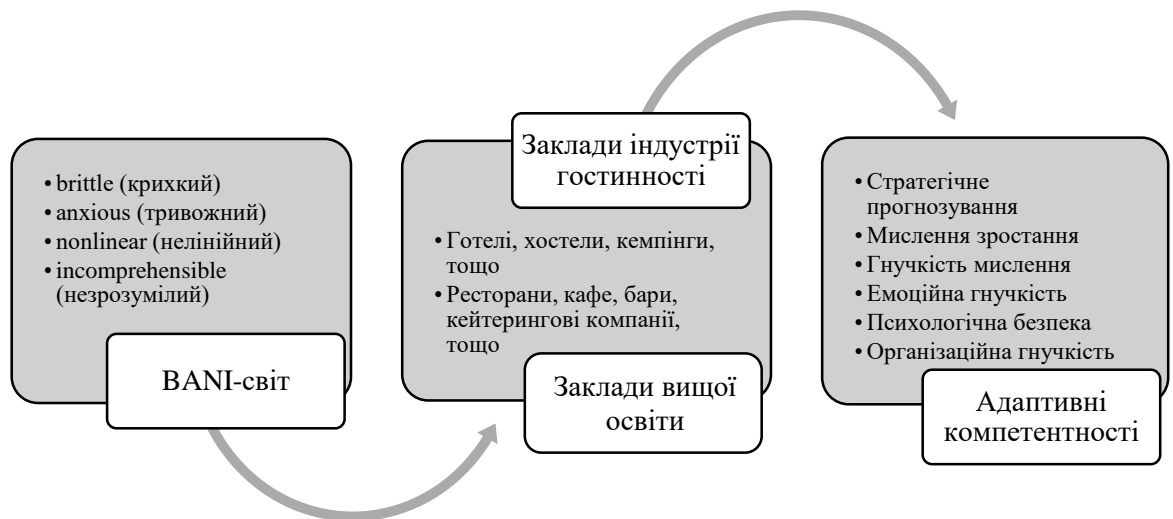 • brittle (крихкий)
• anxious (тривожний)
• nonlinear (нелінійний)
• incomprehensible
(незрозумілий)
BANI-світ
Заклади індустрії
гостинності
• Готелі, хостели, кемпінги,
тощо
• Ресторани, кафе, бари,
кейтерингові компанії,
тощо
Заклади вищої
освіти
• Стратегічне
прогнозування
• Мислення зростання
• Гнучкість мислення
• Емоційна гнучкість
• Психологічна безпека
• Організаційна гнучкість
Адаптивні
компетентності